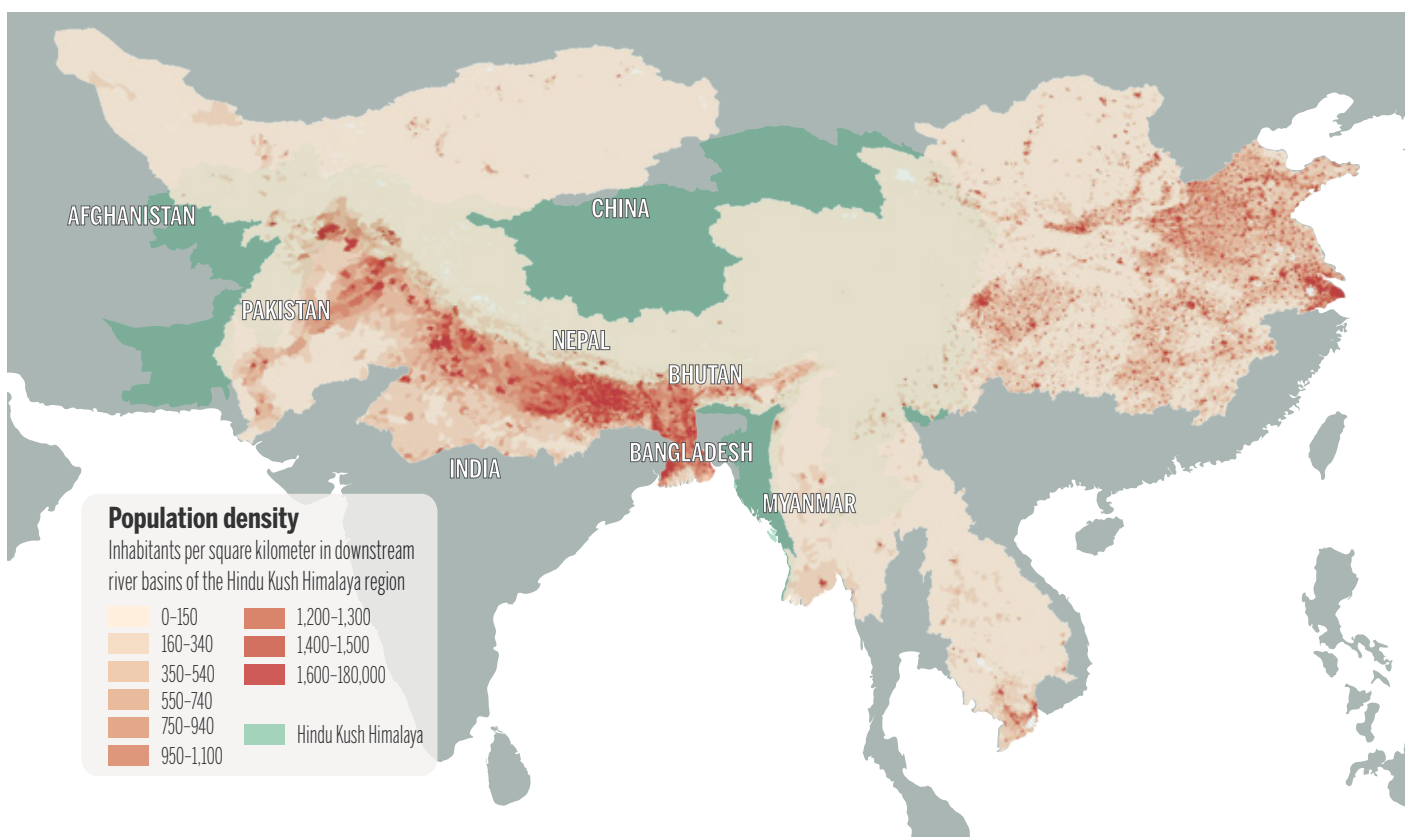 AFGHANISTAN
CHINA
PAKISTAN
NEPAL
BHUTAN
BANGLADESH
INDIA
MYANMAR
Population density
Inhabitants per square kilometer in downstream
river basins of the Hindu Kush Himalaya region
0–150
160–340
350–540
550–740
750–940
950–1,100
1,200–1,300
1,400–1,500
1,600–180,000
Hindu Kush Himalaya